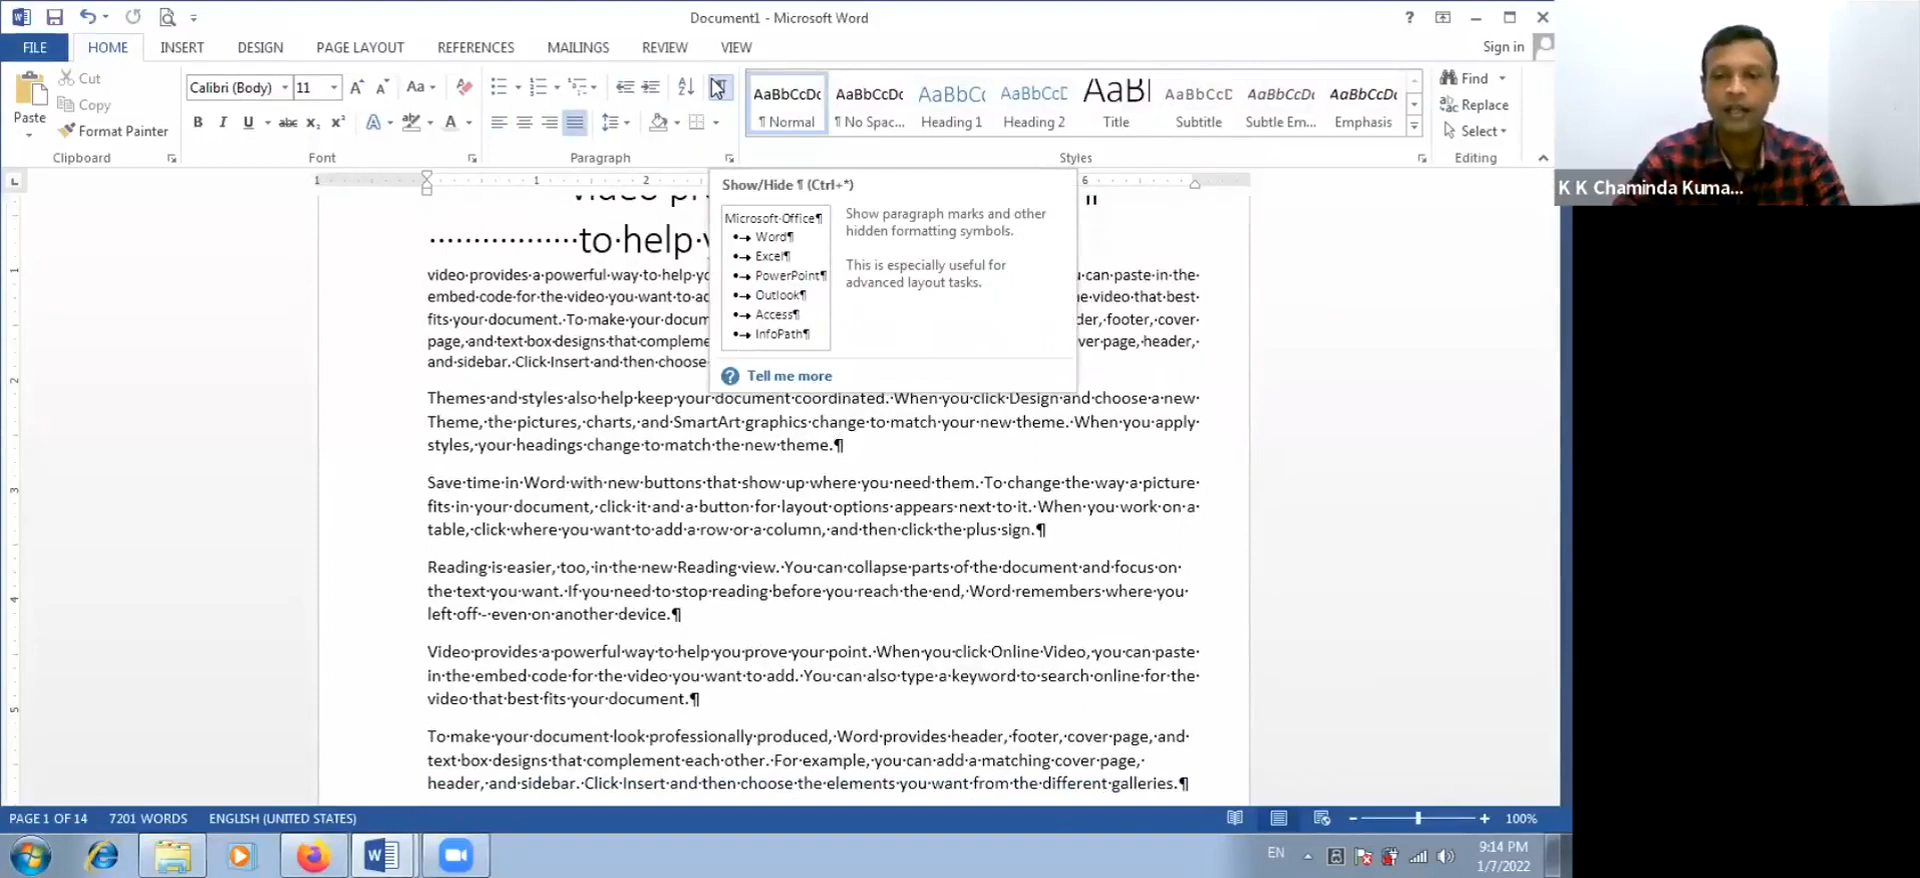 Document1 - Microsoft Word
FILE HOME INSERT DESIGN PAGE LAYOUT REFERENCES MAILINGS REVIEW VIEW Sign in
Cut
Copy
Paste
Format Painter
Clipboard
Calibri (Body) 11
Font
Paragraph
AaBbCcDc AaBbCcDc AaBbCc AaBbCcD AaBl AaBbCcD AaBbCcDc AaBbCcDc
¶ Normal ¶ No Spac... Heading 1 Heading 2 Title Subtitle Subtle Em... Emphasis
Styles
Find
Replace
Select
Editing
K K Chaminda Kuma...
Show/Hide ¶ (Ctrl+*)
Microsoft·Office¶
Word¶
Excel¶
PowerPoint¶
Outlook¶
Access¶
InfoPath¶
Show paragraph marks and other
hidden formatting symbols.
This is especially useful for
advanced layout tasks.
Tell me more
·················to·help·
video·provides·a·powerful·way·to·help· can·paste·in·the·
embed·code·for·the·video·you·want·to· video·that·best·
fits·your·document.·To·make·your· footer,·cover·
page,·and·text·box·designs·that· cover·page,·header,·
and·sidebar.·Click·Insert·and·then·choose·
Themes·and·styles·also·help·keep·your·document·coordinated.·When·you·click·Design·and·choose·a·new·
Theme,·the·pictures,·charts,·and·SmartArt·graphics·change·to·match·your·new·theme.·When·you·apply·
styles,·your·headings·change·to·match·the·new·theme.¶
Save·time·in·Word·with·new·buttons·that·show·up·where·you·need·them.·To·change·the·way·a·picture·
fits·in·your·document,·click·it·and·a·button·for·layout·options·appears·next·to·it.·When·you·work·on·a·
table,·click·where·you·want·to·add·a·row·or·a·column,·and·then·click·the·plus·sign.¶
Reading·is·easier,·too,·in·the·new·Reading·view.·You·can·collapse·parts·of·the·document·and·focus·on·
the·text·you·want.·If·you·need·to·stop·reading·before·you·reach·the·end,·Word·remembers·where·you·
left·off·-·even·on·another·device.¶
Video·provides·a·powerful·way·to·help·you·prove·your·point.·When·you·click·Online·Video,·you·can·paste·
in·the·embed·code·for·the·video·you·want·to·add.·You·can·also·type·a·keyword·to·search·online·for·the·
video·that·best·fits·your·document.¶
To·make·your·document·look·professionally·produced,·Word·provides·header,·footer,·cover·page,·and·
text·box·designs·that·complement·each·other.·For·example,·you·can·add·a·matching·cover·page,·
header,·and·sidebar.·Click·Insert·and·then·choose·the·elements·you·want·from·the·different·galleries.¶
PAGE 1 OF 14 7201 WORDS ENGLISH (UNITED STATES) 100%
EN 9:14 PM
1/7/2022